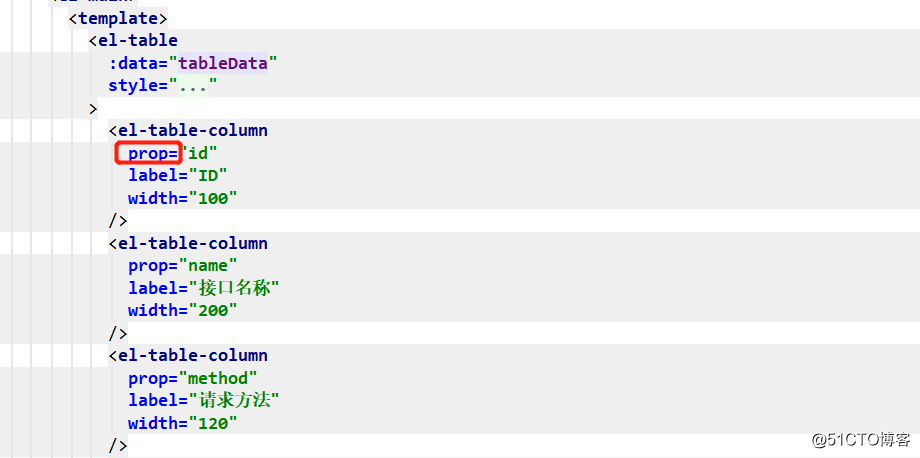 <template>
<el-table
:data="tableData"
style="..."
>
<el-table-column
prop="id"
label="ID"
width="100"
/>
<el-table-column
prop="name"
label="接口名称"
width="200"
/>
<el-table-column
prop="method"
label="请求方法"
width="120"
/>
@51CTO博客